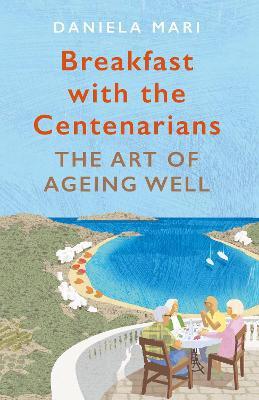 DANIELA MARI
Breakfast
with the
Centenarians
THE ART OF
AGEING WELL